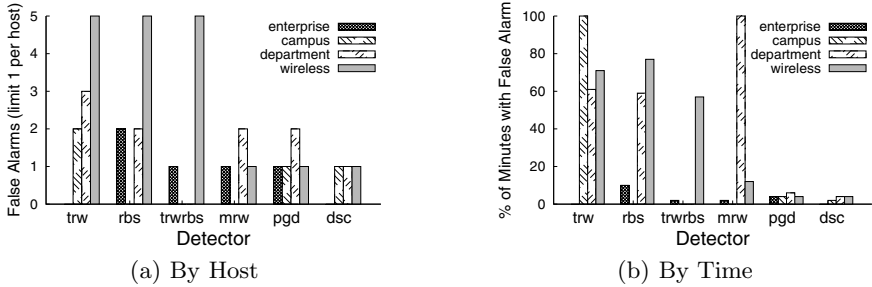 5
4
3
2
1
0
False Alarms (limit 1 per host)
enterprise
campus
department
wireless
trw rbs trwrbs mrw pgd dsc
Detector
(a) By Host
100
80
60
40
20
0
% of Minutes with False Alarm
enterprise
campus
department
wireless
trw rbs trwrbs mrw pgd dsc
Detector
(b) By Time